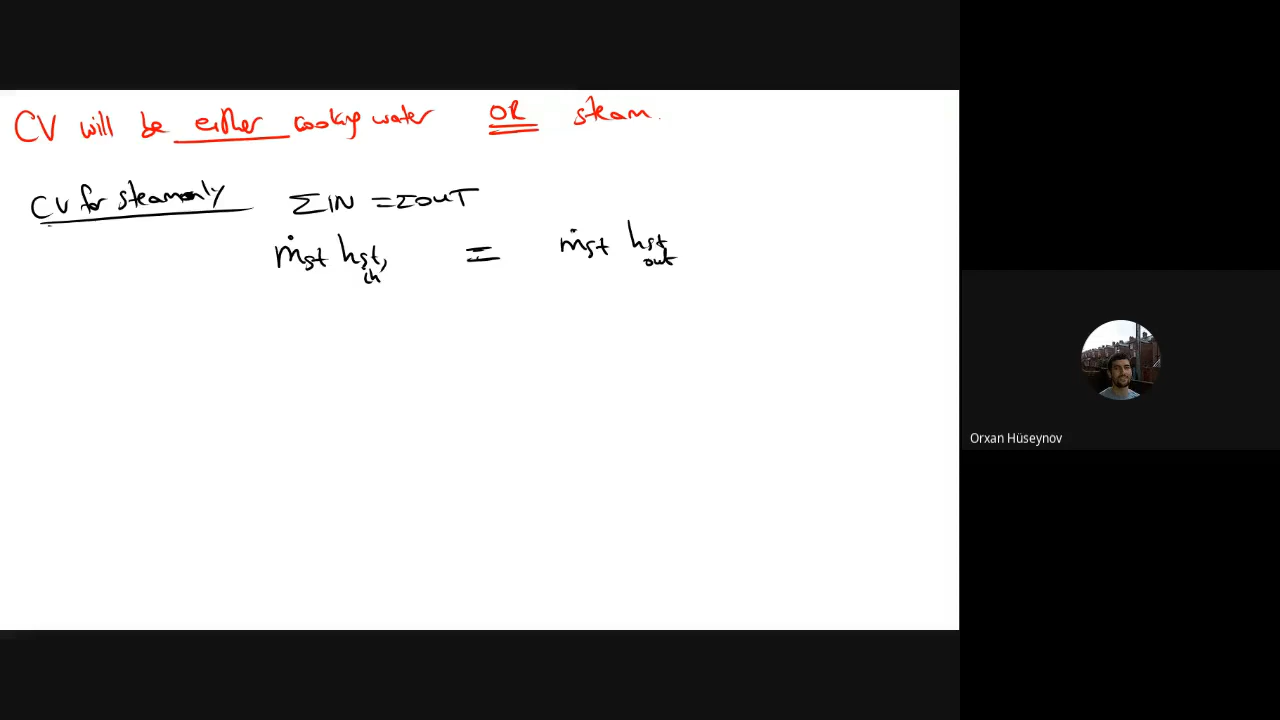 CV will be either cooking water OR steam.
CV for steam only ΣIN = ΣOUT
ṁst hst, in = ṁst hst out
Orxan Hüseynov